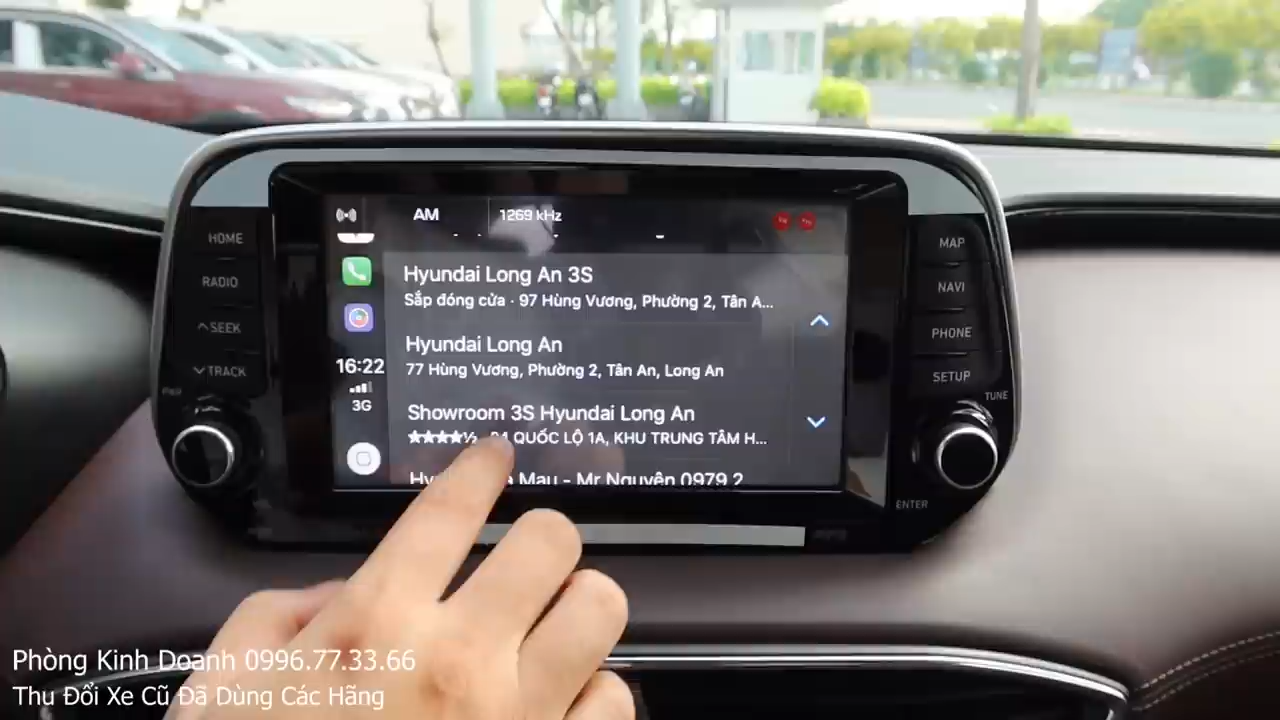 AM 1269 kHz
HOME
RADIO
SEEK
TRACK
MAP
NAVI
PHONE
SETUP
TUNE
ENTER
Hyundai Long An 3S
Sắp đóng cửa · 97 Hùng Vương, Phường 2, Tân A...
Hyundai Long An
77 Hùng Vương, Phường 2, Tân An, Long An
16:22
3G
Showroom 3S Hyundai Long An
QUỐC LỘ 1A, KHU TRUNG TÂM H...
Mau - Mr Nguyên 0979 2
Phòng Kinh Doanh 0996.77.33.66
Thu Đổi Xe Cũ Đã Dùng Các Hãng